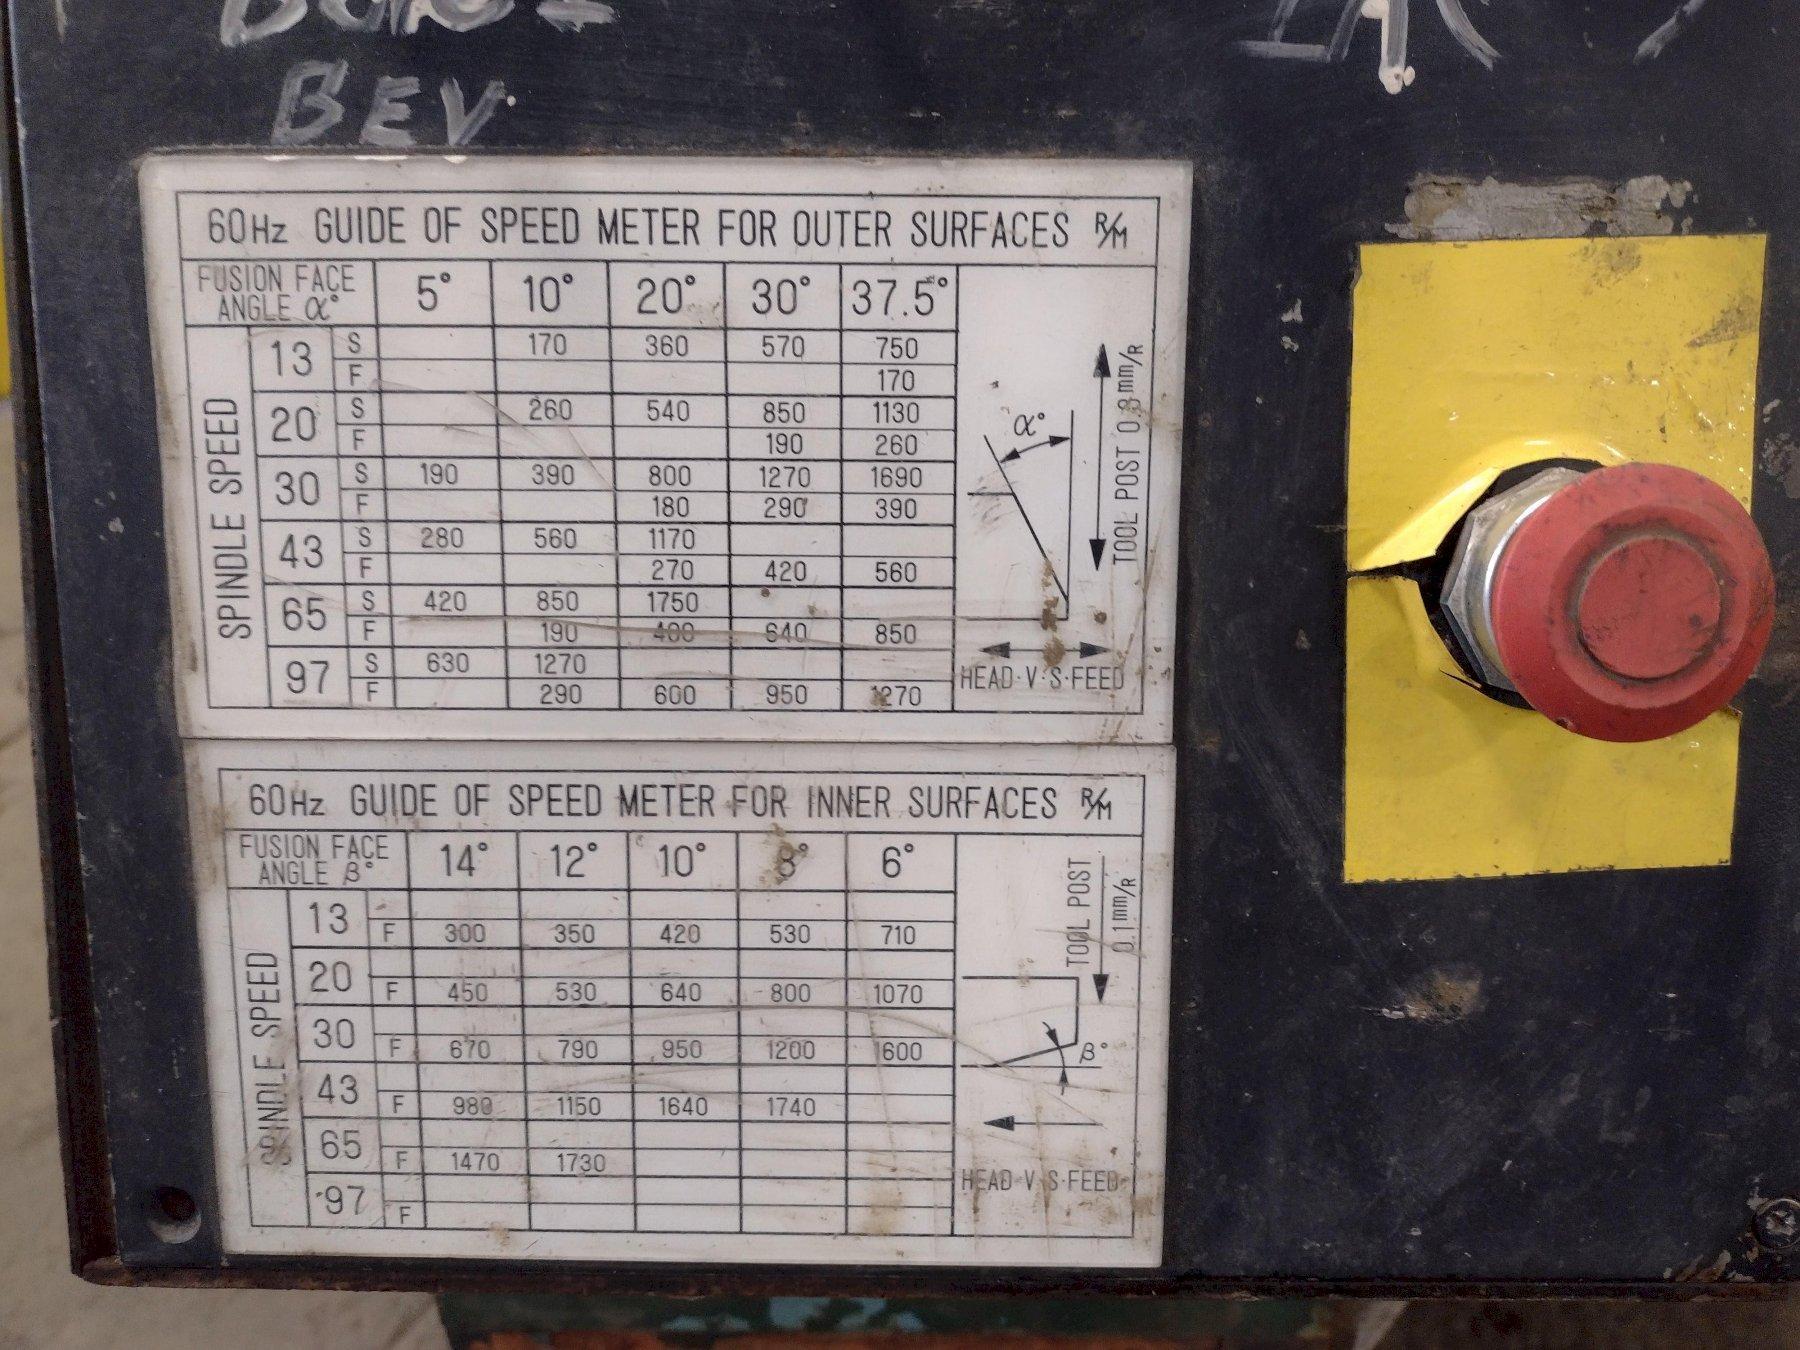 BEV
60Hz GUIDE OF SPEED METER FOR OUTER SURFACES R/M
FUSION FACE ANGLE α° 5° 10° 20° 30° 37.5°
SPINDLE SPEED
13 S 170 360 570 750
F 170
20 S 260 540 850 1130
F 190 260
30 S 190 390 800 1270 1690
F 180 290 390
43 S 280 560 1170
F 270 420 560
65 S 420 850 1750
F 190 400 640 850
97 S 630 1270
F 290 600 950 1270
α°
TOOL POST 0.3mm/R
HEAD·V·S·FEED
60Hz GUIDE OF SPEED METER FOR INNER SURFACES R/M
FUSION FACE ANGLE β° 14° 12° 10° 8° 6°
SPINDLE SPEED
13 F 300 350 420 530 710
20 F 450 530 640 800 1070
30 F 670 790 950 1200 1600
43 F 980 1150 1640 1740
65 F 1470 1730
97 F
TOOL POST 0.1mm/R
β°
HEAD·V·S·FEED